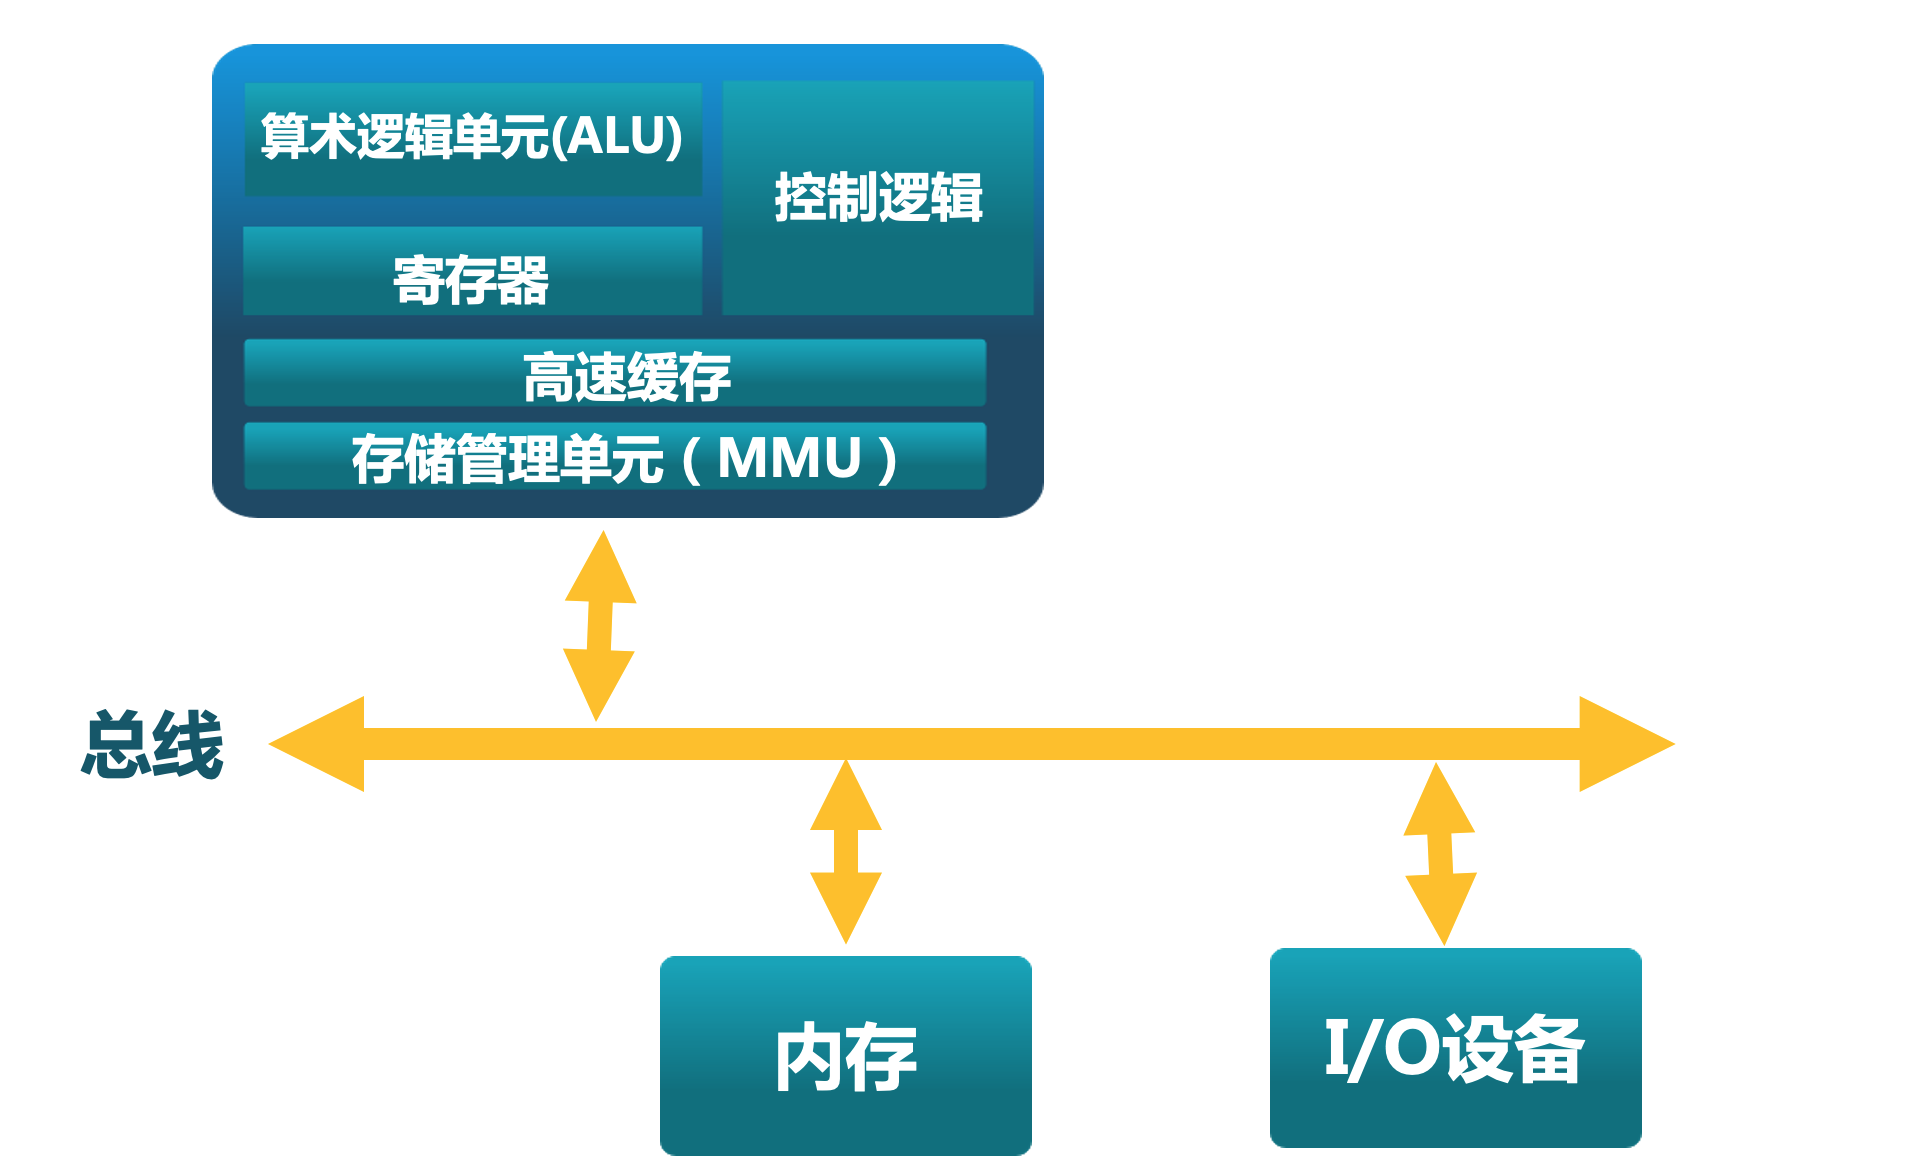 算术逻辑单元(ALU)
控制逻辑
寄存器
高速缓存
存储管理单元（MMU）
总线
内存
I/O设备